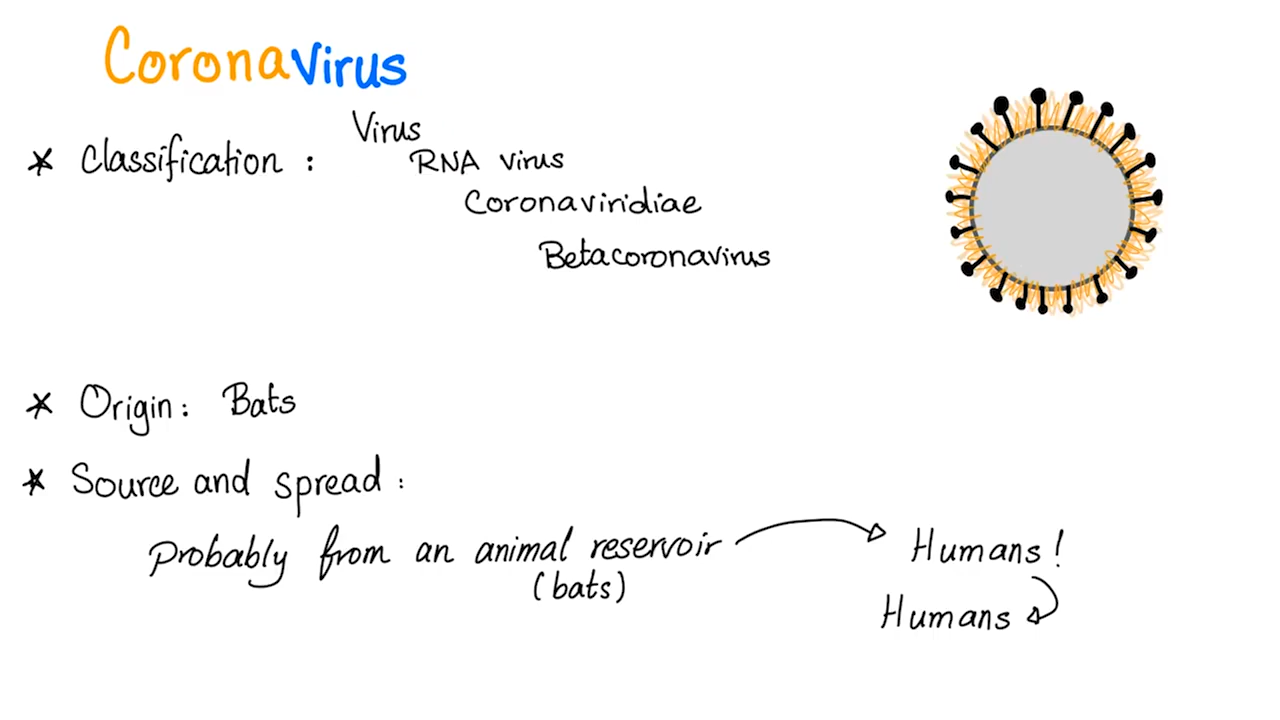 Coronavirus
* Classification : Virus
RNA virus
Coronaviridiae
Betacoronavirus
* Origin: Bats
* Source and spread :
Probably from an animal reservoir Humans!
(bats)
Humans